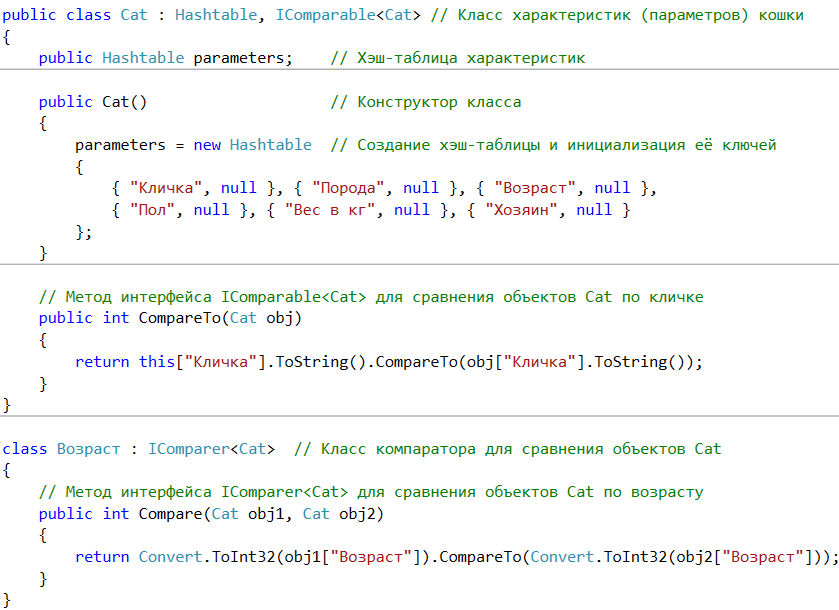 public class Cat : Hashtable, IComparable<Cat> // Класс характеристик (параметров) кошки
{
    public Hashtable parameters;    // Хэш-таблица характеристик
    public Cat()                    // Конструктор класса
    {
        parameters = new Hashtable  // Создание хэш-таблицы и инициализация её ключей
        {
            { "Кличка", null }, { "Порода", null }, { "Возраст", null },
            { "Пол", null }, { "Вес в кг", null }, { "Хозяин", null }
        };
    }
    // Метод интерфейса IComparable<Cat> для сравнения объектов Cat по кличке
    public int CompareTo(Cat obj)
    {
        return this["Кличка"].ToString().CompareTo(obj["Кличка"].ToString());
    }
}
class Возраст : IComparer<Cat>  // Класс компаратора для сравнения объектов Cat
{
    // Метод интерфейса IComparer<Cat> для сравнения объектов Cat по возрасту
    public int Compare(Cat obj1, Cat obj2)
    {
        return Convert.ToInt32(obj1["Возраст"]).CompareTo(Convert.ToInt32(obj2["Возраст"]));
    }
}